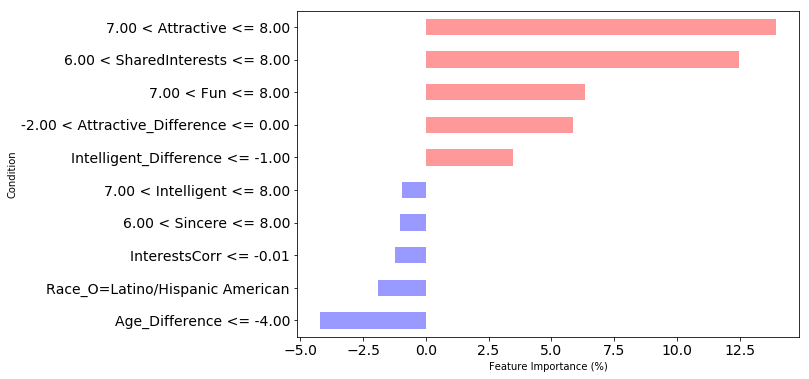 7.00 < Attractive <= 8.00
6.00 < SharedInterests <= 8.00
7.00 < Fun <= 8.00
-2.00 < Attractive_Difference <= 0.00
Intelligent_Difference <= -1.00
7.00 < Intelligent <= 8.00
6.00 < Sincere <= 8.00
InterestsCorr <= -0.01
Race_O=Latino/Hispanic American
Age_Difference <= -4.00
Condition
−5.0 −2.5 0.0 2.5 5.0 7.5 10.0 12.5
Feature Importance (%)